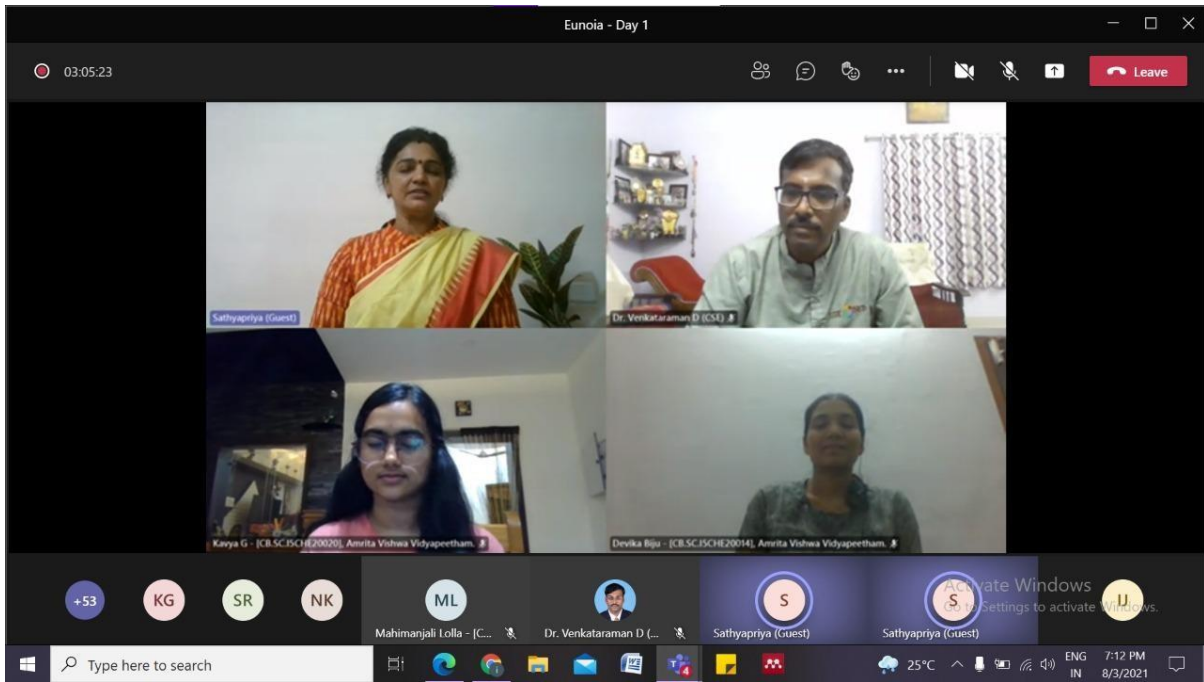 Eunoia - Day 1
03:05:23
Leave
Sathyapriya (Guest)
Dr. Venkataraman D (CSE)
Kavya G - [CB.SC.I5CHE20020], Amrita Vishwa Vidyapeetham.
Devika Biju - [CB.SC.I5CHE20014], Amrita Vishwa Vidyapeetham.
+53
KG
SR
NK
ML
S
S
Mahimanjali Lolla - [C...
Dr. Venkataraman D (...
Sathyapriya (Guest)
Sathyapriya (Guest)
Activate Windows
Go to Settings to activate Windows.
Type here to search
4
25°C
ENG
IN
7:12 PM
8/3/2021